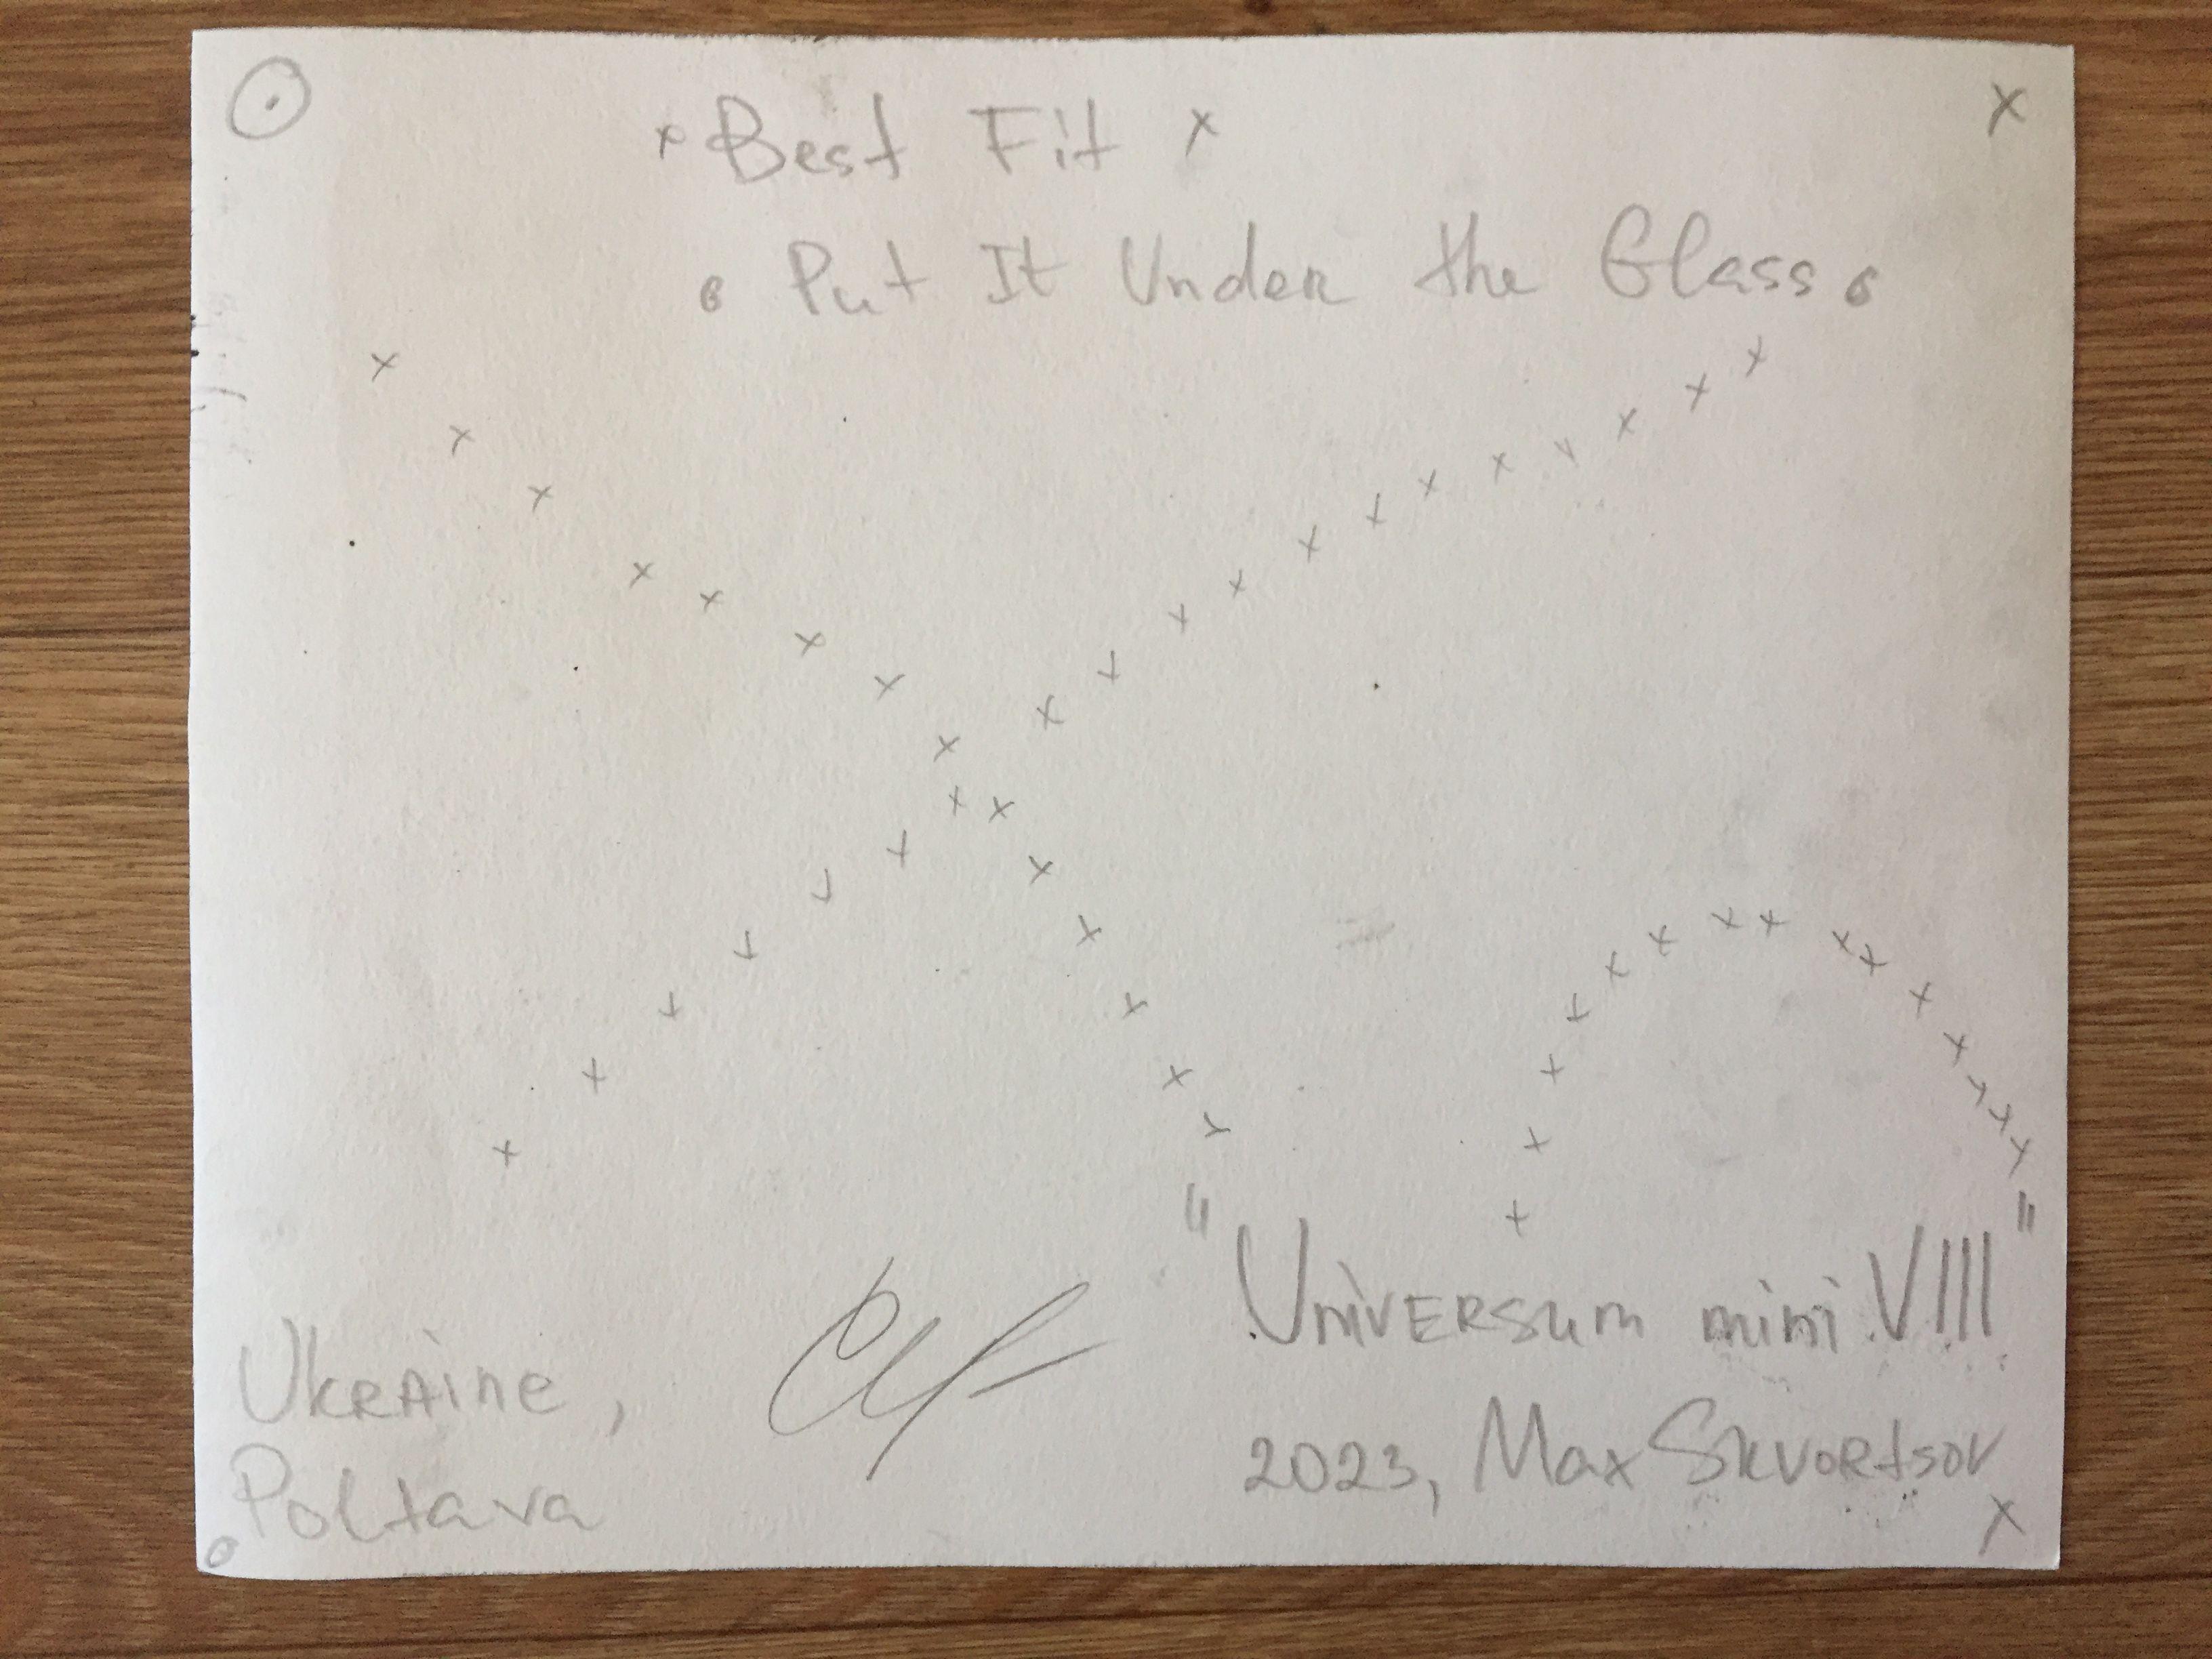 x Best Fit x
Put It Under the Glass
"Universum mini VIII"
Ukraine,
Poltava
2023, Max Skvortsov